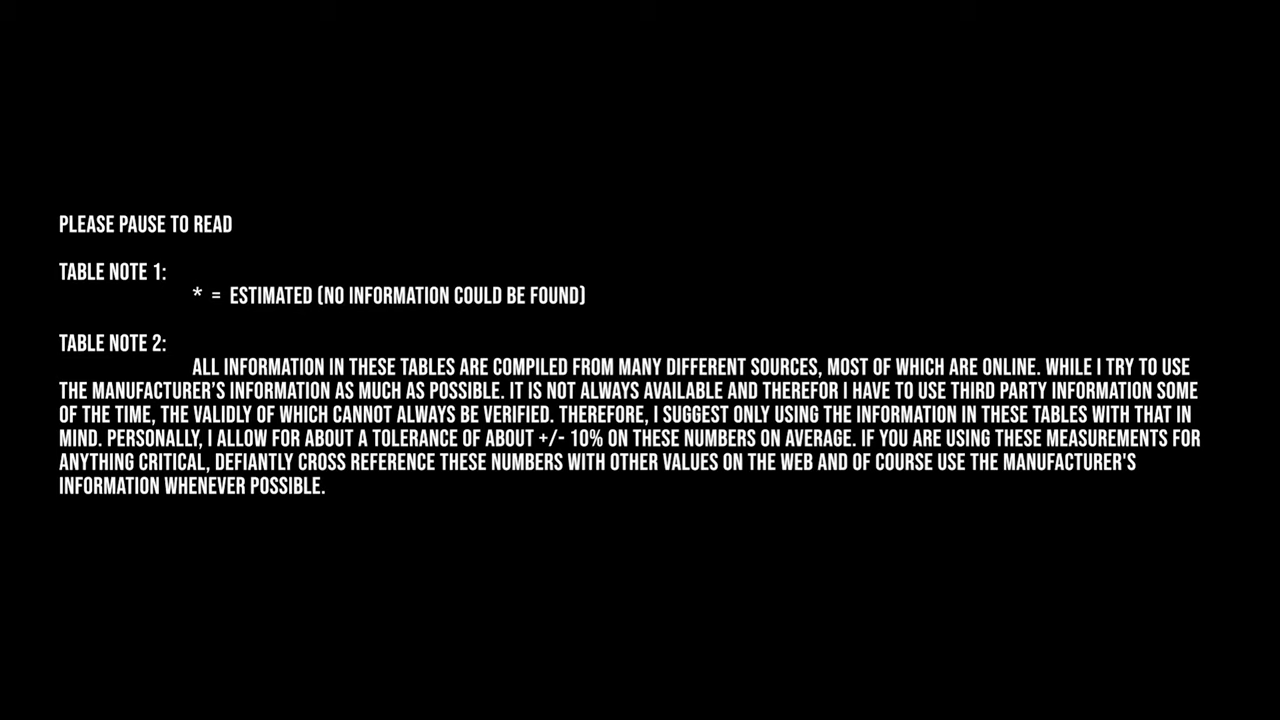 PLEASE PAUSE TO READ
TABLE NOTE 1:
* = ESTIMATED (NO INFORMATION COULD BE FOUND)
TABLE NOTE 2:
ALL INFORMATION IN THESE TABLES ARE COMPILED FROM MANY DIFFERENT SOURCES, MOST OF WHICH ARE ONLINE. WHILE I TRY TO USE
THE MANUFACTURER’S INFORMATION AS MUCH AS POSSIBLE. IT IS NOT ALWAYS AVAILABLE AND THEREFOR I HAVE TO USE THIRD PARTY INFORMATION SOME
OF THE TIME, THE VALIDLY OF WHICH CANNOT ALWAYS BE VERIFIED. THEREFORE, I SUGGEST ONLY USING THE INFORMATION IN THESE TABLES WITH THAT IN
MIND. PERSONALLY, I ALLOW FOR ABOUT A TOLERANCE OF ABOUT +/- 10% ON THESE NUMBERS ON AVERAGE. IF YOU ARE USING THESE MEASUREMENTS FOR
ANYTHING CRITICAL, DEFIANTLY CROSS REFERENCE THESE NUMBERS WITH OTHER VALUES ON THE WEB AND OF COURSE USE THE MANUFACTURER'S
INFORMATION WHENEVER POSSIBLE.